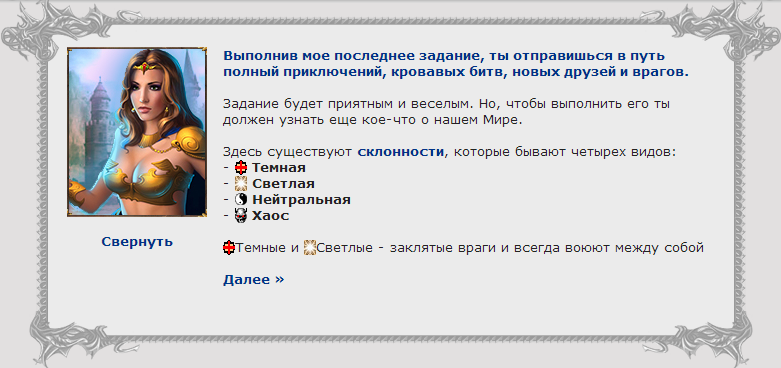 Выполнив мое последнее задание, ты отправишься в путь
полный приключений, кровавых битв, новых друзей и врагов.
Задание будет приятным и веселым. Но, чтобы выполнить его ты
должен узнать еще кое-что о нашем Мире.
Здесь существуют склонности, которые бывают четырех видов:
- Темная
- Светлая
- Нейтральная
- Хаос
Темные и Светлые - заклятые враги и всегда воюют между собой
Далее »
Свернуть